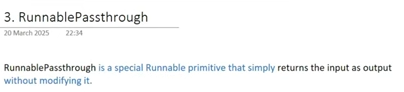 3. RunnablePassthrough
20 March 2025 22:34
RunnablePassthrough is a special Runnable primitive that simply returns the input as output
without modifying it.